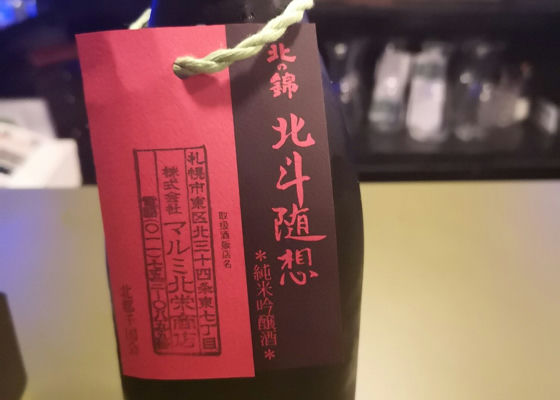 北の錦
北斗随想
＊純米吟醸酒＊
取扱酒販店名
札幌市東区北三十四条東七丁目
株式会社 マルミ北栄商店